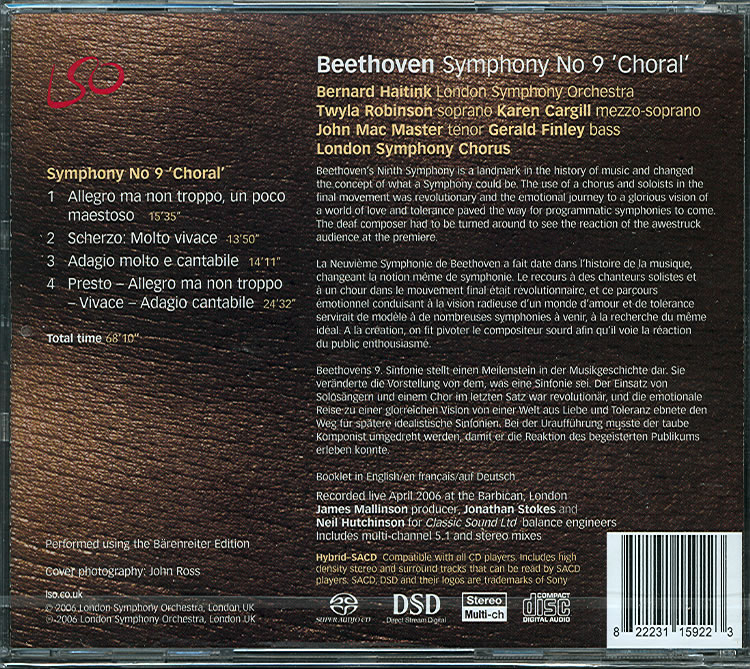 LSO
Symphony No 9 'Choral'
1 Allegro ma non troppo, un poco
maestoso 15'35"
2 Scherzo: Molto vivace 13'50"
3 Adagio molto e cantabile 14'11"
4 Presto – Allegro ma non troppo
– Vivace – Adagio cantabile 24'32"
Total time 68'10"
Performed using the Bärenreiter Edition
Cover photography: John Ross
lso.co.uk
© 2006 London Symphony Orchestra, London UK
℗ 2006 London Symphony Orchestra, London UK
Beethoven Symphony No 9 'Choral'
Bernard Haitink London Symphony Orchestra
Twyla Robinson soprano Karen Cargill mezzo-soprano
John Mac Master tenor Gerald Finley bass
London Symphony Chorus
Beethoven's Ninth Symphony is a landmark in the history of music and changed
the concept of what a Symphony could be. The use of a chorus and soloists in the
final movement was revolutionary and the emotional journey to a glorious vision of
a world of love and tolerance paved the way for programmatic symphonies to come.
The deaf composer had to be turned around to see the reaction of the awestruck
audience at the premiere.
La Neuvième Symphonie de Beethoven a fait date dans l'histoire de la musique,
changeant la notion même de symphonie. Le recours à des chanteurs solistes et
à un chour dans le mouvement final était révolutionnaire, et ce parcours
émotionnel conduisant à la vision radieuse d'un monde d'amour et de tolérance
servirait de modèle à de nombreuses symphonies à venir, à la recherche du même
idéal. A la création, on fit pivoter le compositeur sourd afin qu'il voie la réaction
du public enthousiasmé.
Beethovens 9. Sinfonie stellt einen Meilenstein in der Musikgeschichte dar. Sie
veränderte die Vorstellung von dem, was eine Sinfonie sei. Der Einsatz von
Solosängern und einem Chor im letzten Satz war revolutionär, und die emotionale
Reise zu einer glorreichen Vision von einer Welt aus Liebe und Toleranz ebnete den
Weg für spätere idealistische Sinfonien. Bei der Uraufführung musste der taube
Komponist umgedreht werden, damit er die Reaktion des begeisterten Publikums
erleben konnte.
Booklet in English/en français/auf Deutsch
Recorded live April 2006 at the Barbican, London
James Mallinson producer, Jonathan Stokes and
Neil Hutchinson for Classic Sound Ltd balance engineers
Includes multi-channel 5.1 and stereo mixes
Hybrid-SACD Compatible with all CD players. Includes high
density stereo and surround tracks that can be read by SACD
players. SACD, DSD and their logos are trademarks of Sony
SUPER AUDIO CD
DSD
Direct Stream Digital
Stereo
Multi-ch
COMPACT
disc
DIGITAL AUDIO
8 22231 15922 3